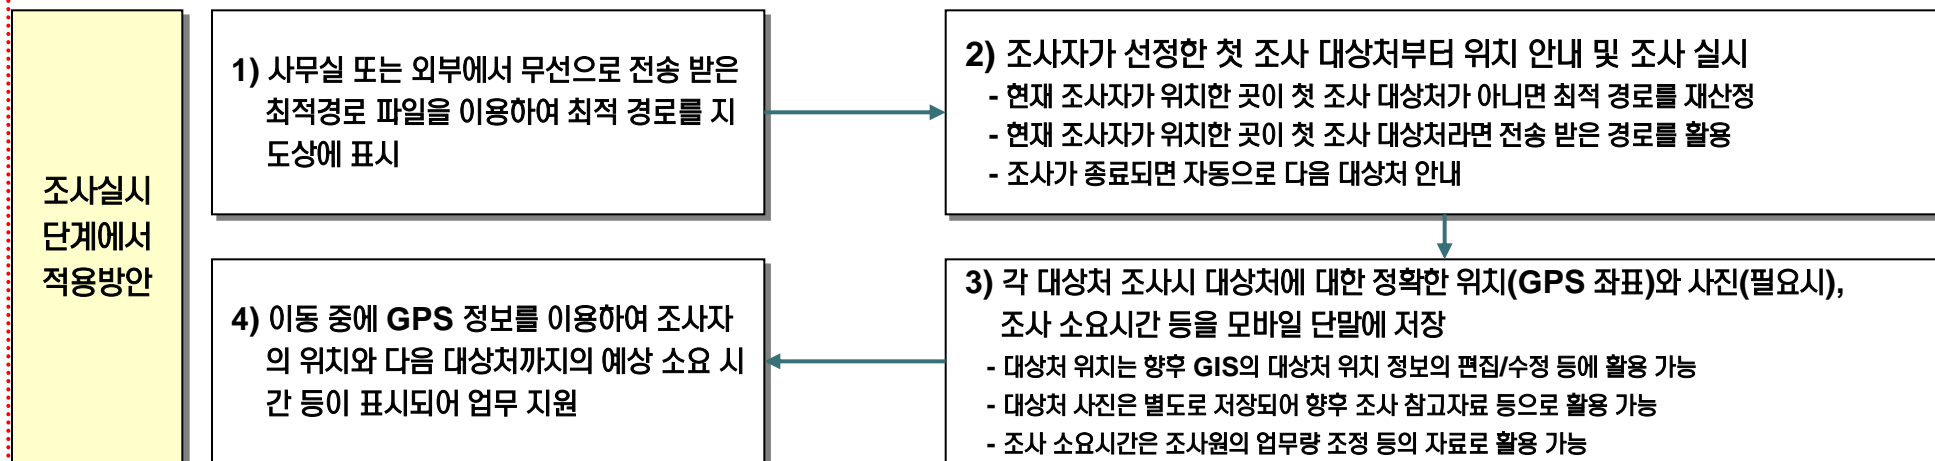 조사실시
단계에서
적용방안
1) 사무실 또는 외부에서 무선으로 전송 받은
최적경로 파일을 이용하여 최적 경로를 지
도상에 표시
2) 조사자가 선정한 첫 조사 대상처부터 위치 안내 및 조사 실시
- 현재 조사자가 위치한 곳이 첫 조사 대상처가 아니면 최적 경로를 재산정
- 현재 조사자가 위치한 곳이 첫 조사 대상처라면 전송 받은 경로를 활용
- 조사가 종료되면 자동으로 다음 대상처 안내
3) 각 대상처 조사시 대상처에 대한 정확한 위치(GPS 좌표)와 사진(필요시),
조사 소요시간 등을 모바일 단말에 저장
- 대상처 위치는 향후 GIS의 대상처 위치 정보의 편집/수정 등에 활용 가능
- 대상처 사진은 별도로 저장되어 향후 조사 참고자료 등으로 활용 가능
- 조사 소요시간은 조사원의 업무량 조정 등의 자료로 활용 가능
4) 이동 중에 GPS 정보를 이용하여 조사자
의 위치와 다음 대상처까지의 예상 소요 시
간 등이 표시되어 업무 지원